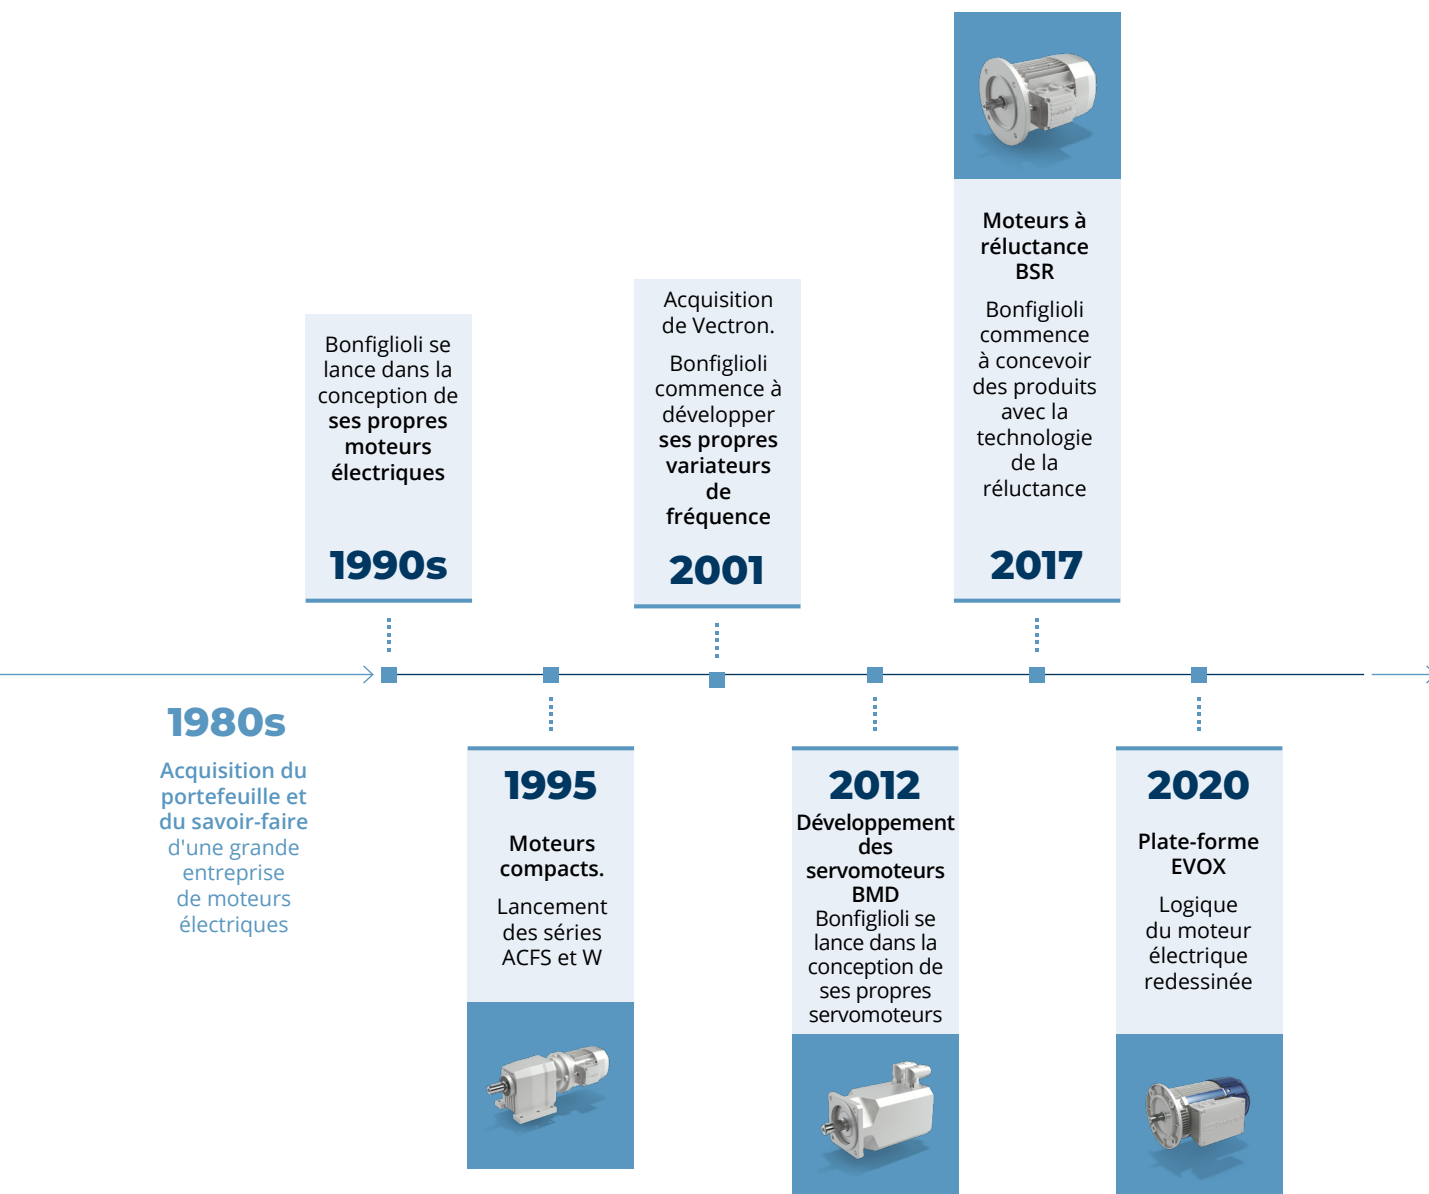 1980s
Acquisition du
portefeuille et
du savoir-faire
d'une grande
entreprise
de moteurs
électriques
Bonfiglioli se
lance dans la
conception de
ses propres
moteurs
électriques
1990s
1995
Moteurs
compacts.
Lancement
des séries
ACFS et W
Acquisition
de Vectron.
Bonfiglioli
commence à
développer
ses propres
variateurs
de
fréquence
2001
2012
Développement
des
servomoteurs
BMD
Bonfiglioli se
lance dans la
conception de
ses propres
servomoteurs
Moteurs à
réluctance
BSR
Bonfiglioli
commence
à concevoir
des produits
avec la
technologie
de la
réluctance
2017
2020
Plate-forme
EVOX
Logique
du moteur
électrique
redessinée